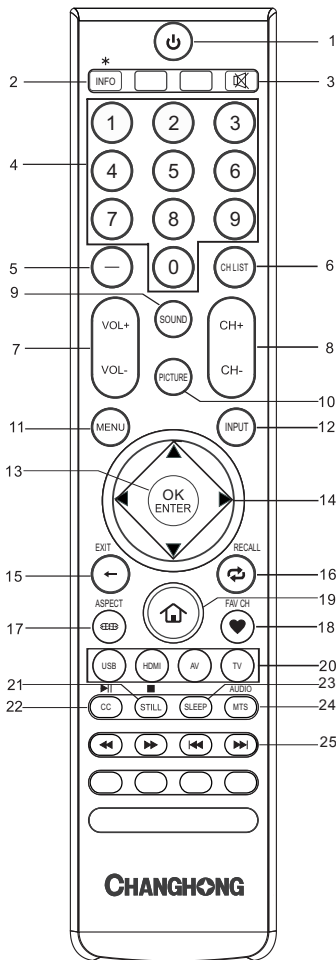 1
*
2 INFO 3
1 2 3
4
4 5 6
7 8 9
5 — 0 CH LIST 6
9 SOUND
VOL+ CH+
7 8
VOL- PICTURE CH-
10
11 MENU INPUT 12
13 OK
ENTER 14
EXIT RECALL
15 16
19
ASPECT FAV CH
17 18
USB HDMI AV TV 20
21 23
AUDIO
22 CC STILL SLEEP MTS 24
25
CHANGHONG